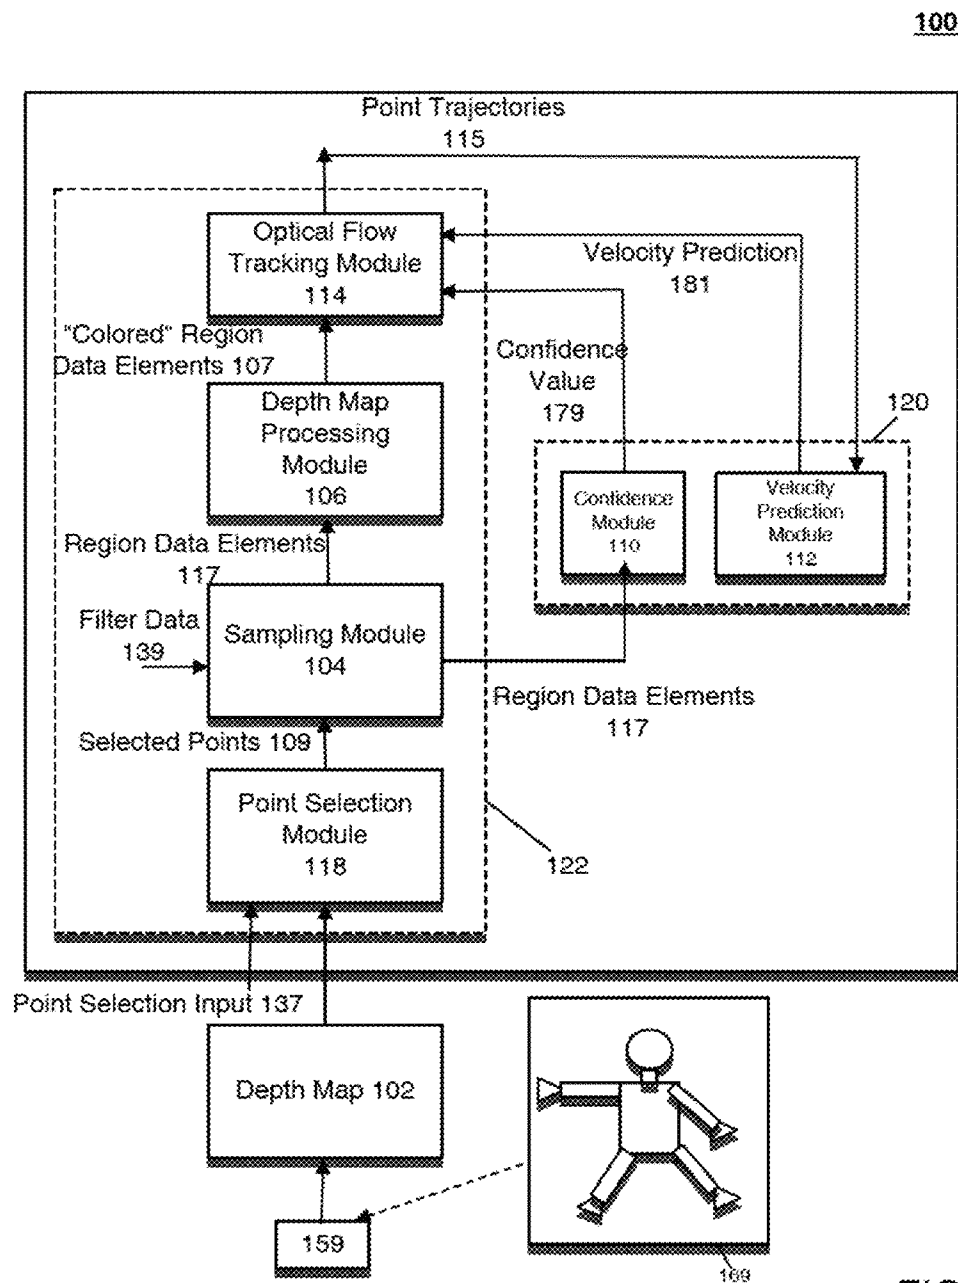 100
Point Trajectories
115
Optical Flow
Tracking Module
114
Velocity Prediction
181
"Colored" Region
Data Elements 107
Confidence
Value
179
Depth Map
Processing
Module
106
120
Confidence
Module
110
Velocity
Prediction
Module
112
Region Data Elements
117
Filter Data
139
Sampling Module
104
Region Data Elements
117
Selected Points 109
Point Selection
Module
118
122
Point Selection Input 137
Depth Map 102
159
169